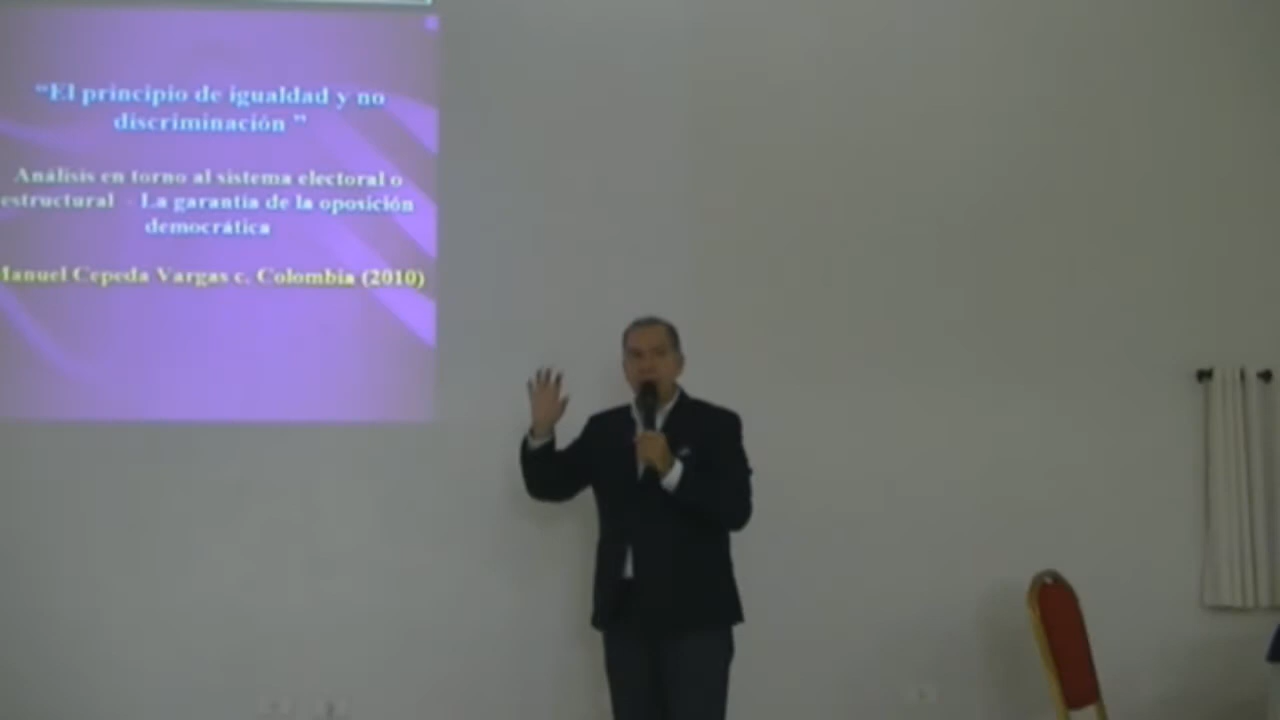 “El principio de igualdad y no
discriminación ”
Análisis en torno al sistema electoral o
estructural - La garantía de la oposición
democrática
Manuel Cepeda Vargas c. Colombia (2010)